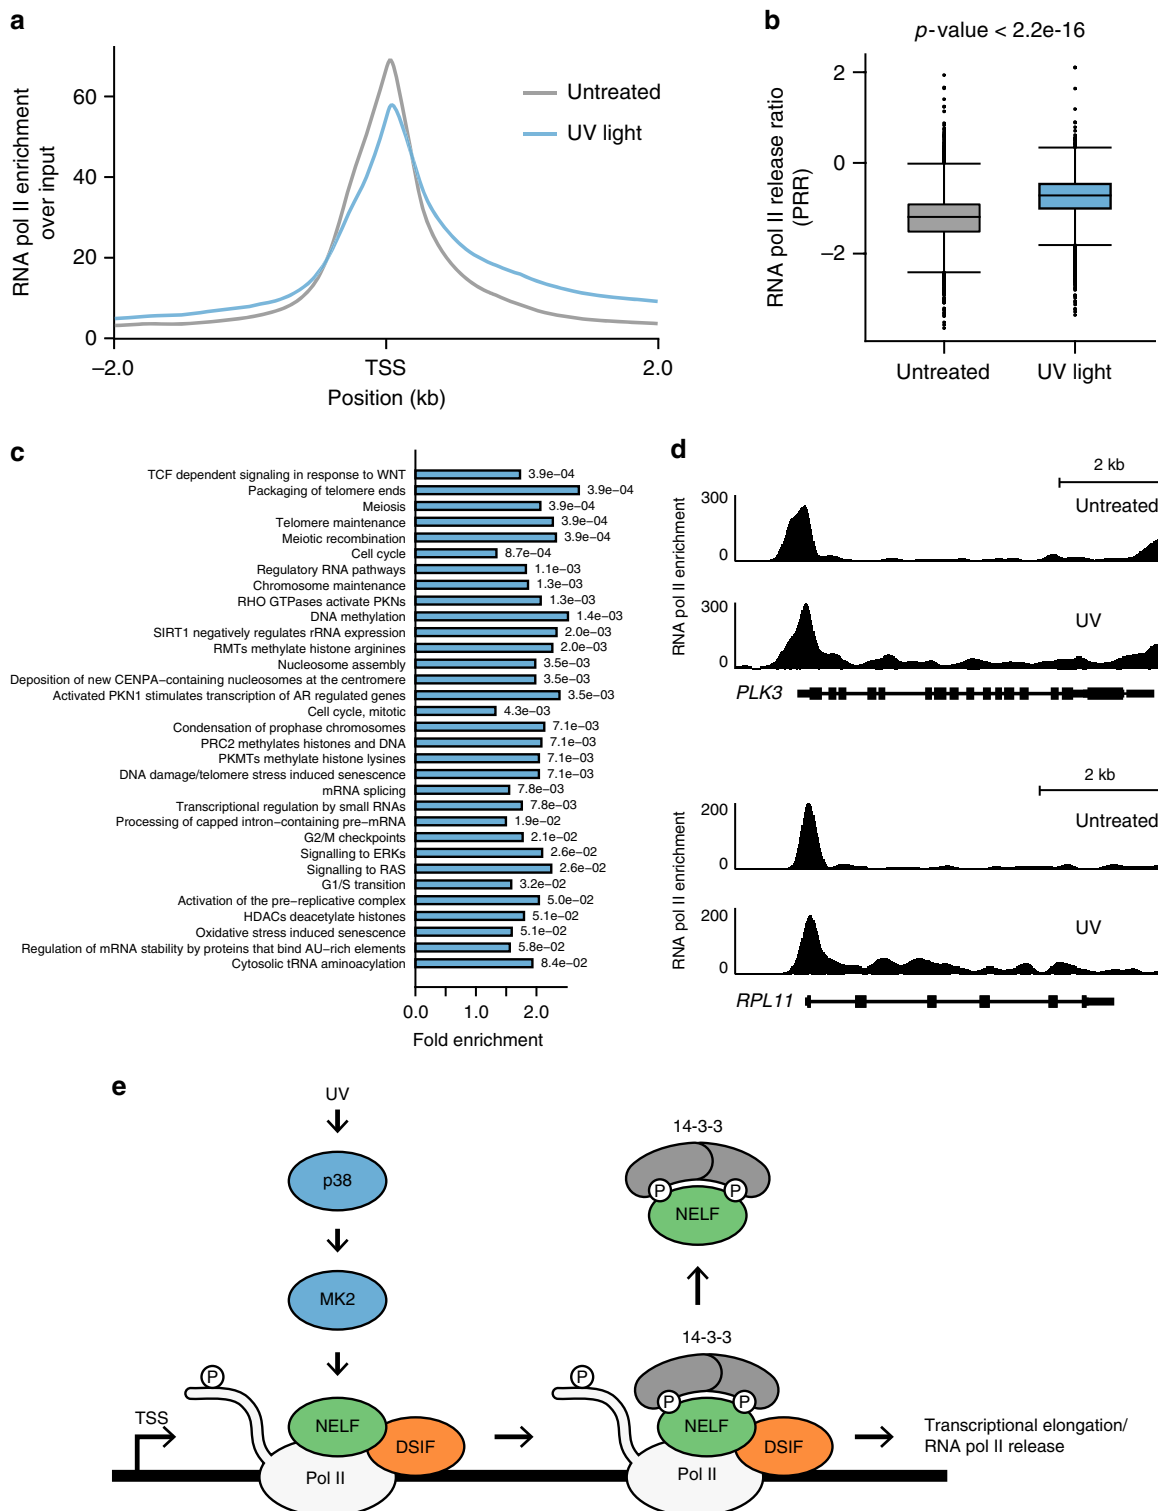 a
RNA pol II enrichment
over input
60
40
20
0
Untreated
UV light
−2.0
TSS
2.0
Position (kb)
b
p-value < 2.2e-16
RNA pol II release ratio
(PRR)
2
0
−2
Untreated
UV light
c
TCF dependent signaling in response to WNT 3.9e−04
Packaging of telomere ends 3.9e−04
Meiosis 3.9e−04
Telomere maintenance 3.9e−04
Meiotic recombination 3.9e−04
Cell cycle 8.7e−04
Regulatory RNA pathways 1.1e−03
Chromosome maintenance 1.3e−03
RHO GTPases activate PKNs 1.3e−03
DNA methylation 1.4e−03
SIRT1 negatively regulates rRNA expression 2.0e−03
RMTs methylate histone arginines 2.0e−03
Nucleosome assembly 3.5e−03
Deposition of new CENPA−containing nucleosomes at the centromere 3.5e−03
Activated PKN1 stimulates transcription of AR regulated genes 3.5e−03
Cell cycle, mitotic 4.3e−03
Condensation of prophase chromosomes 7.1e−03
PRC2 methylates histones and DNA 7.1e−03
PKMTs methylate histone lysines 7.1e−03
DNA damage/telomere stress induced senescence 7.1e−03
mRNA splicing 7.8e−03
Transcriptional regulation by small RNAs 7.8e−03
Processing of capped intron−containing pre−mRNA 1.9e−02
G2/M checkpoints 2.1e−02
Signalling to ERKs 2.6e−02
Signalling to RAS 2.6e−02
G1/S transition 3.2e−02
Activation of the pre−replicative complex 5.0e−02
HDACs deacetylate histones 5.1e−02
Oxidative stress induced senescence 5.1e−02
Regulation of mRNA stability by proteins that bind AU−rich elements 5.8e−02
Cytosolic tRNA aminoacylation 8.4e−02
0.0 1.0 2.0
Fold enrichment
d
2 kb
RNA pol II enrichment
300
0
Untreated
300
0
UV
PLK3
2 kb
RNA pol II enrichment
200
0
Untreated
200
0
UV
RPL11
e
UV
p38
MK2
P
TSS
NELF
DSIF
Pol II
14-3-3
P P
NELF
14-3-3
P
P P
NELF
DSIF
Pol II
Transcriptional elongation/
RNA pol II release